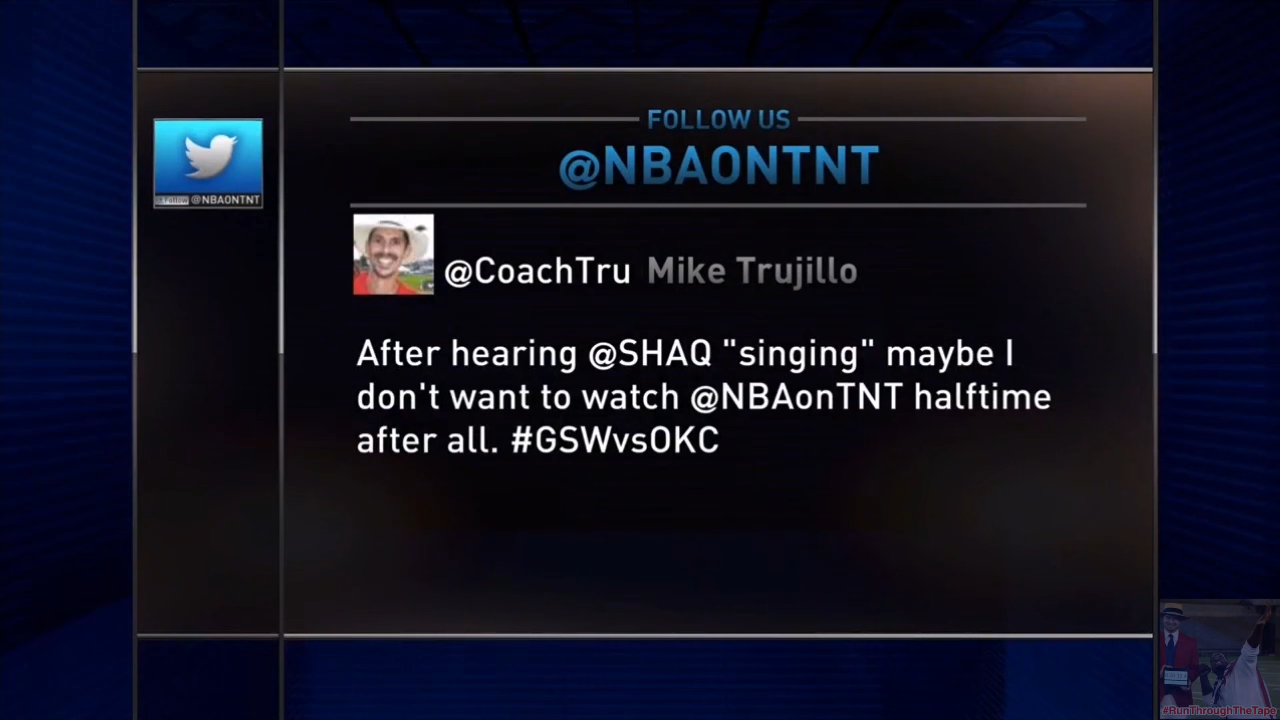 FOLLOW US
@NBAONTNT
Follow @NBAONTNT
@CoachTru Mike Trujillo
After hearing @SHAQ "singing" maybe I
don't want to watch @NBAonTNT halftime
after all. #GSWvsOKC
#RunThroughTheTape